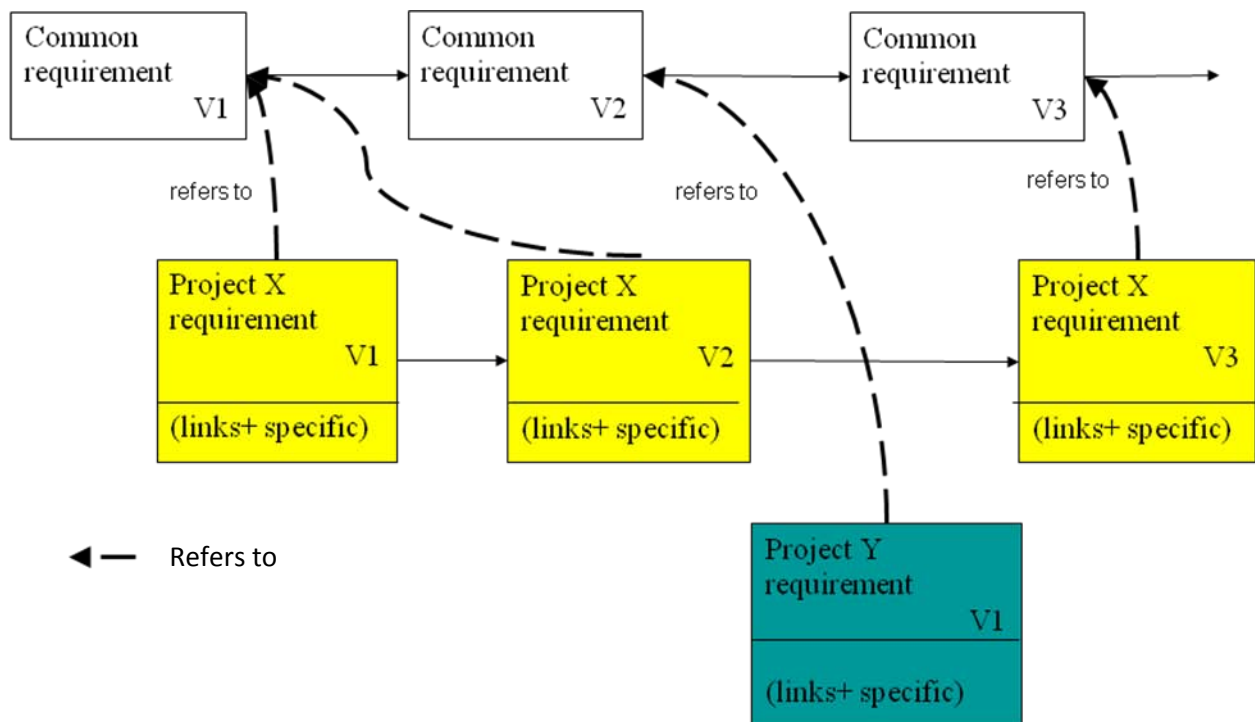 Common
requirement
V1
Common
requirement
V2
Common
requirement
V3
refers to
refers to
refers to
Project X
requirement
V1
(links+ specific)
Project X
requirement
V2
(links+ specific)
Project X
requirement
V3
(links+ specific)
Refers to
Project Y
requirement
V1
(links+ specific)